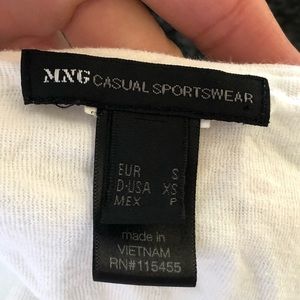 MNG CASUAL SPORTSWEAR
EUR S
D·USA XS
MEX P
made in
VIETNAM
RN#115455